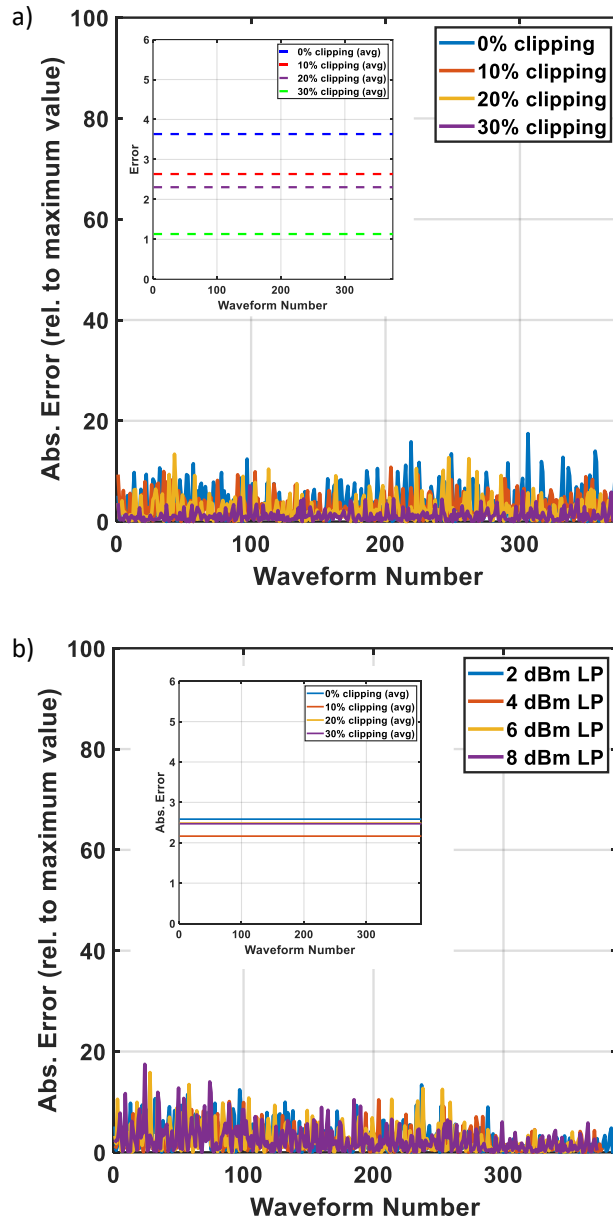 a)
100
80
60
40
20
0
Abs. Error (rel. to maximum value)
0
100
200
300
Waveform Number
0% clipping
10% clipping
20% clipping
30% clipping
6
5
4
3
2
1
0
Error
0
100
200
300
Waveform Number
0% clipping (avg)
10% clipping (avg)
20% clipping (avg)
30% clipping (avg)
b)
100
80
60
40
20
0
Abs. Error (rel. to maximum value)
0
100
200
300
Waveform Number
2 dBm LP
4 dBm LP
6 dBm LP
8 dBm LP
6
5
4
3
2
1
0
Abs. Error
0
100
200
300
Waveform Number
0% clipping (avg)
10% clipping (avg)
20% clipping (avg)
30% clipping (avg)